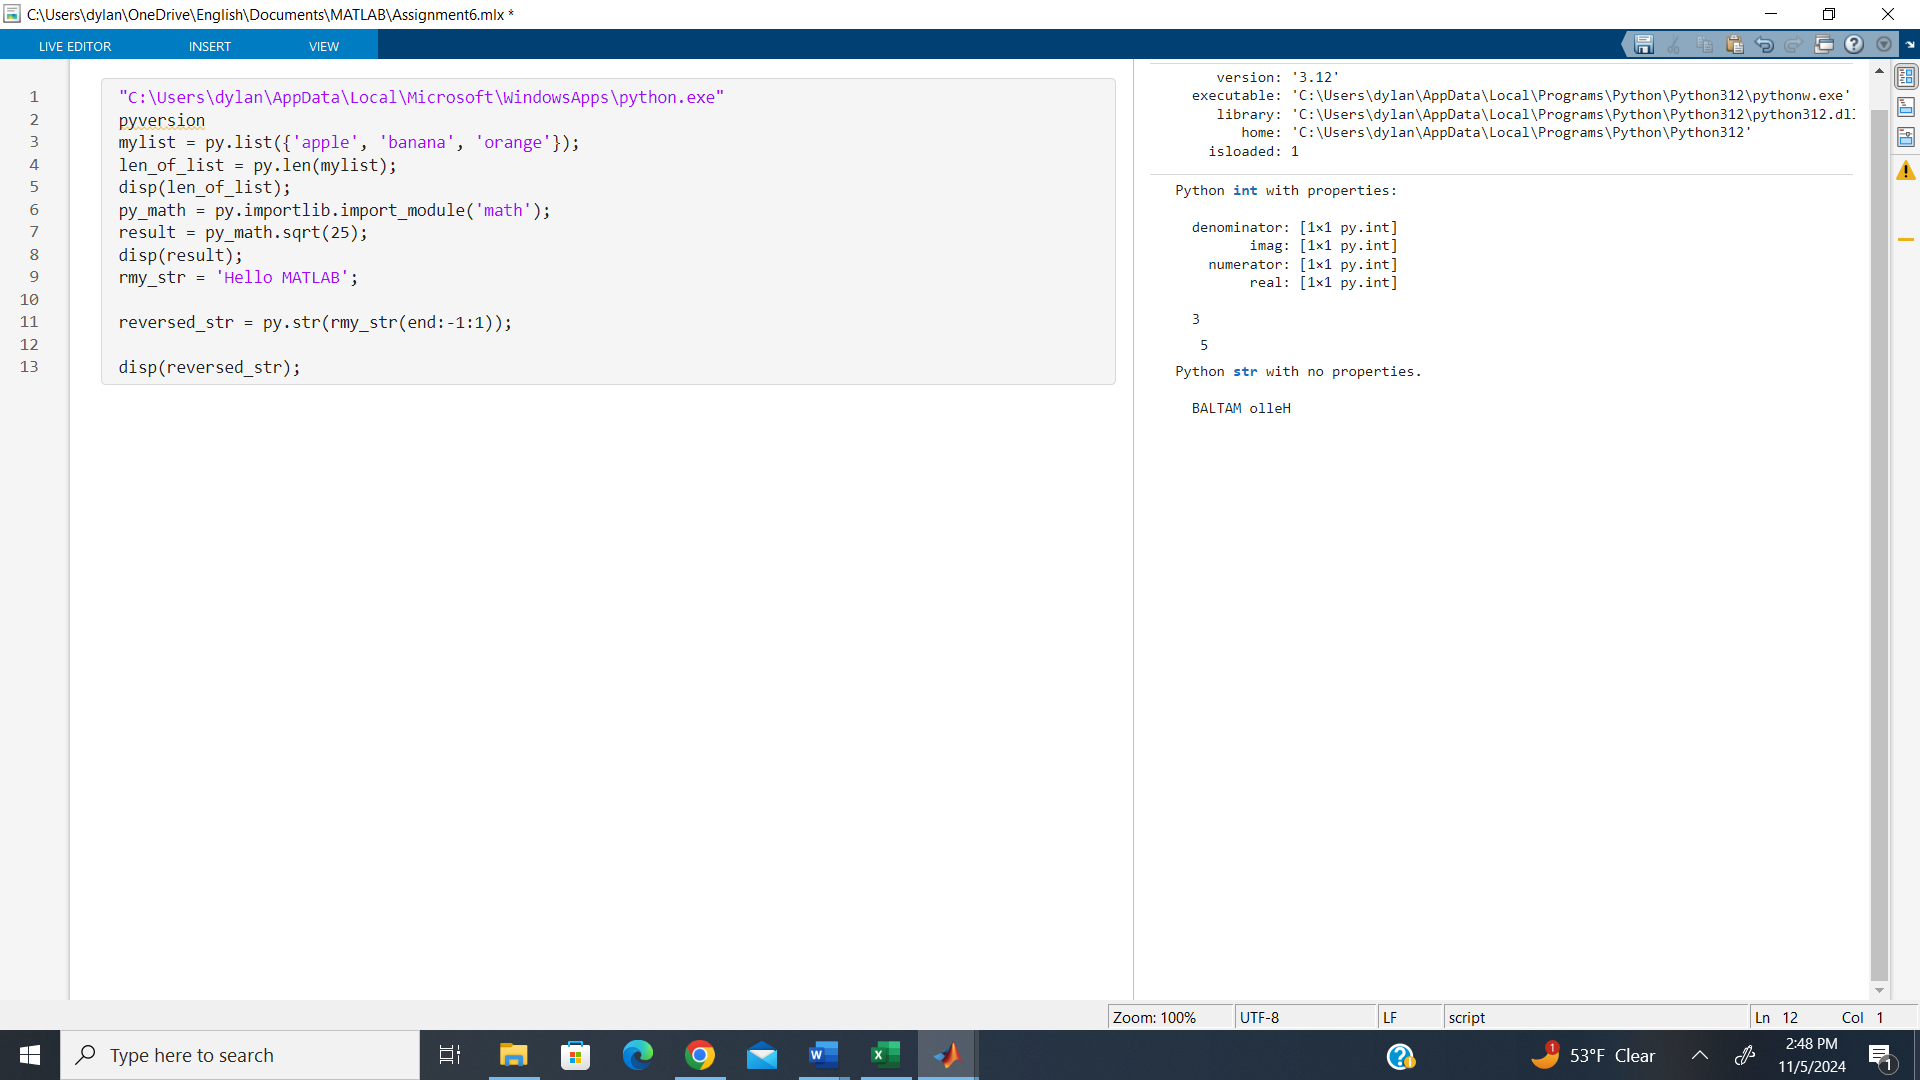 C:\Users\dylan\OneDrive\English\Documents\MATLAB\Assignment6.mlx *
LIVE EDITOR INSERT VIEW
1 "C:\Users\dylan\AppData\Local\Microsoft\WindowsApps\python.exe"
2 pyversion
3 mylist = py.list({'apple', 'banana', 'orange'});
4 len_of_list = py.len(mylist);
5 disp(len_of_list);
6 py_math = py.importlib.import_module('math');
7 result = py_math.sqrt(25);
8 disp(result);
9 rmy_str = 'Hello MATLAB';
10
11 reversed_str = py.str(rmy_str(end:-1:1));
12
13 disp(reversed_str);
version: '3.12'
executable: 'C:\Users\dylan\AppData\Local\Programs\Python\Python312\pythonw.exe'
library: 'C:\Users\dylan\AppData\Local\Programs\Python\Python312\python312.dl
home: 'C:\Users\dylan\AppData\Local\Programs\Python\Python312'
isloaded: 1
Python int with properties:
denominator: [1×1 py.int]
imag: [1×1 py.int]
numerator: [1×1 py.int]
real: [1×1 py.int]
3
5
Python str with no properties.
BALTAM olleH
Zoom: 100% UTF-8 LF script Ln 12 Col 1
Type here to search
1 53°F Clear
2:48 PM
11/5/2024
1